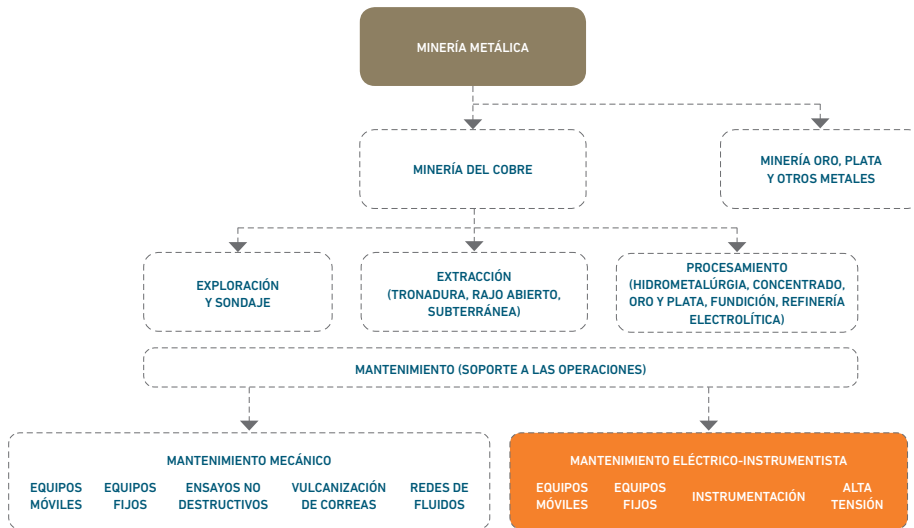 MINERÍA METÁLICA
MINERÍA DEL COBRE
MINERÍA ORO, PLATA
Y OTROS METALES
EXPLORACIÓN
Y SONDAJE
EXTRACCIÓN
(TRONADURA, RAJO ABIERTO,
SUBTERRÁNEA)
PROCESAMIENTO
(HIDROMETALÚRGIA, CONCENTRADO,
ORO Y PLATA, FUNDICIÓN, REFINERÍA
ELECTROLÍTICA)
MANTENIMIENTO (SOPORTE A LAS OPERACIONES)
MANTENIMIENTO MECÁNICO
EQUIPOS
MÓVILES
EQUIPOS
FIJOS
ENSAYOS NO
DESTRUCTIVOS
VULCANIZACIÓN
DE CORREAS
REDES DE
FLUIDOS
MANTENIMIENTO ELÉCTRICO-INSTRUMENTISTA
EQUIPOS
MÓVILES
EQUIPOS
FIJOS
INSTRUMENTACIÓN
ALTA
TENSIÓN